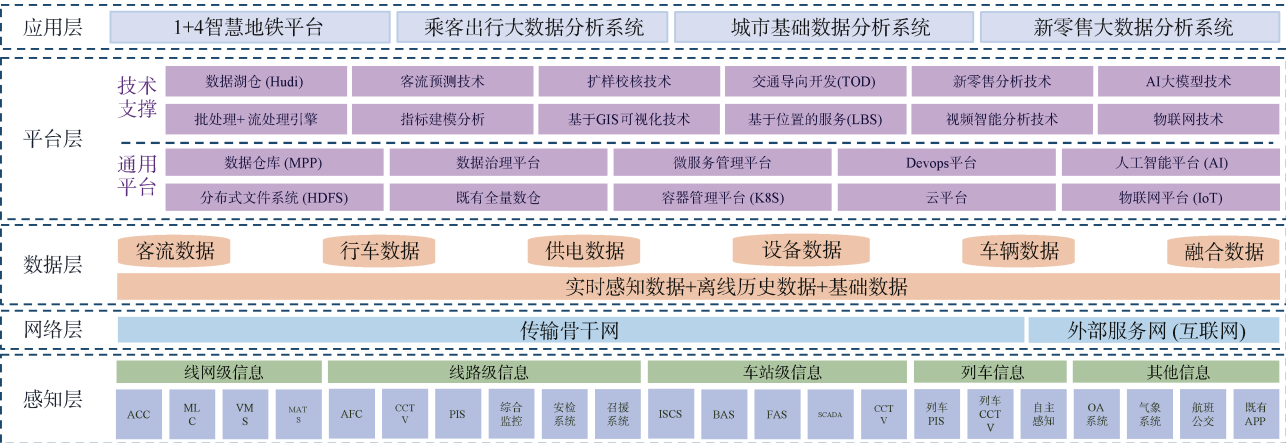 应用层
1+4智慧地铁平台
乘客出行大数据分析系统
城市基础数据分析系统
新零售大数据分析系统
平台层
技术
支撑
数据湖仓 (Hudi)
客流预测技术
扩样校核技术
交通导向开发(TOD)
新零售分析技术
AI大模型技术
批处理+ 流处理引擎
指标建模分析
基于GIS可视化技术
基于位置的服务(LBS)
视频智能分析技术
物联网技术
通用
平台
数据仓库 (MPP)
数据治理平台
微服务管理平台
Devops平台
人工智能平台 (AI)
分布式文件系统 (HDFS)
既有全量数仓
容器管理平台 (K8S)
云平台
物联网平台 (IoT)
数据层
客流数据
行车数据
供电数据
设备数据
车辆数据
融合数据
实时感知数据+离线历史数据+基础数据
网络层
传输骨干网
外部服务网 (互联网)
感知层
线网级信息
线路级信息
车站级信息
列车信息
其他信息
ACC
ML
C
VM
S
MAT
S
AFC
CCT
V
PIS
综合
监控
安检
系统
召援
系统
ISCS
BAS
FAS
SCADA
CCT
V
列车
PIS
列车
CCT
V
自主
感知
OA
系统
气象
系统
航班
公交
既有
APP